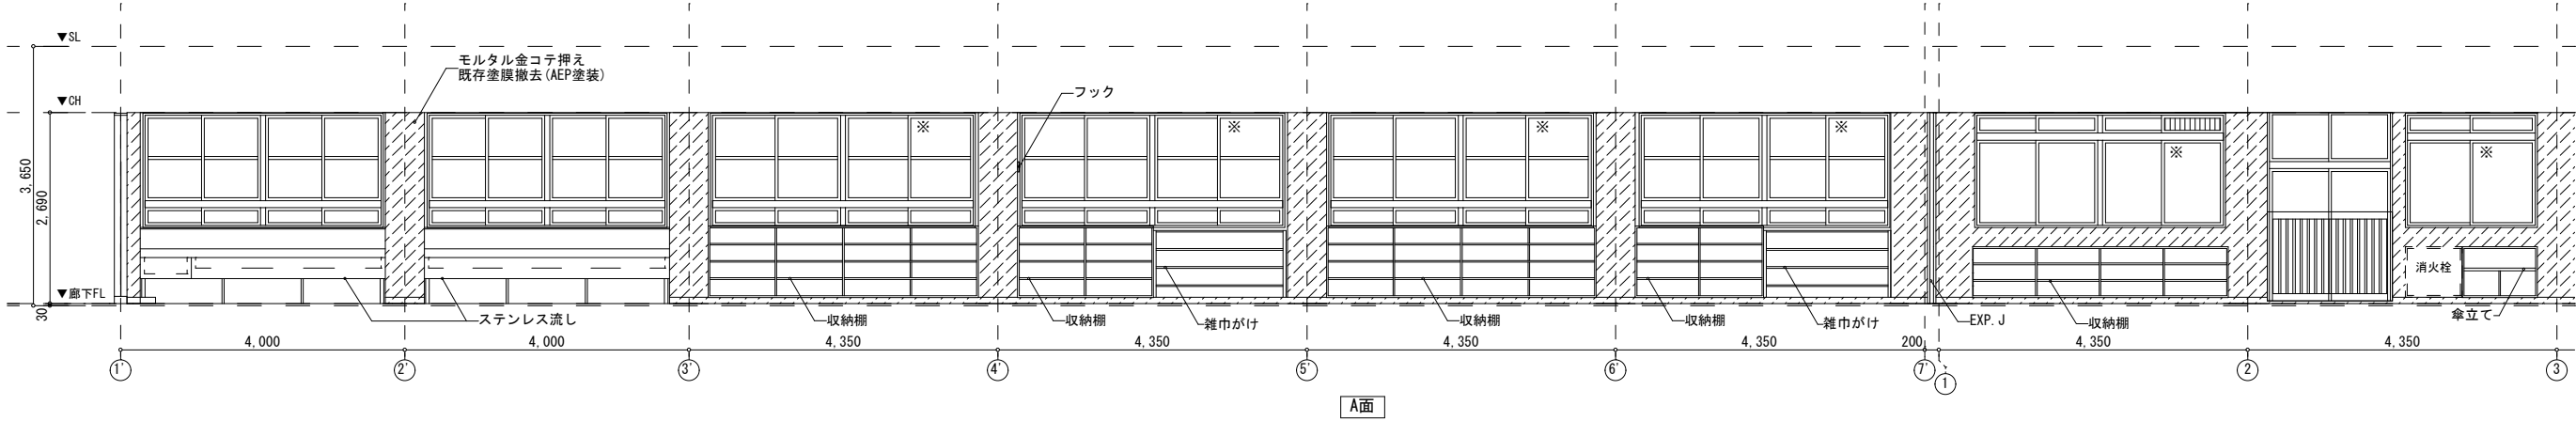 ▼SL
モルタル金コテ押え
既存塗膜撤去(AEP塗装)
▼CH
フック
※
※
※
※
※
※
3,650
2,690
消火栓
▼廊下FL
30
ステンレス流し
収納棚
収納棚
雑巾がけ
収納棚
収納棚
雑巾がけ
EXP.J
収納棚
傘立て
4,000
4,000
4,350
4,350
4,350
4,350
200
4,350
4,350
1'
2'
3'
4'
5'
6'
7'
1
2
3
A面